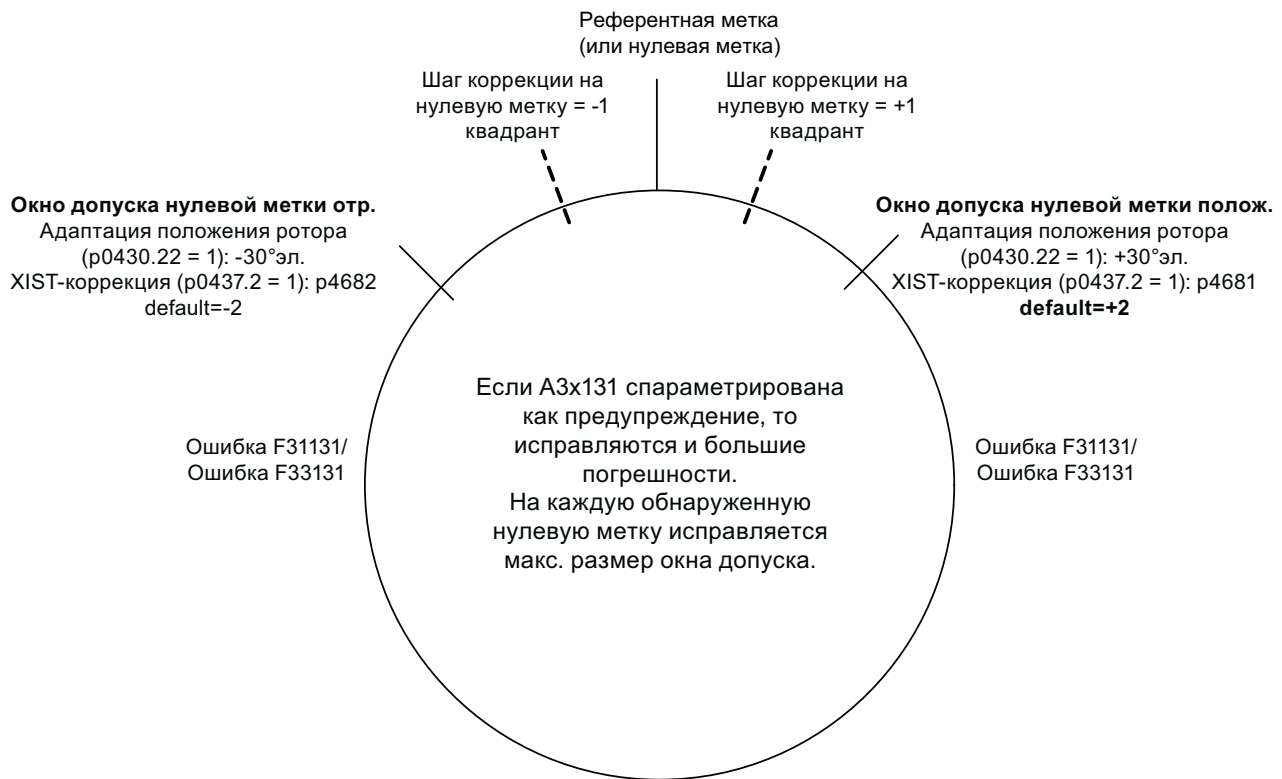 Референтная метка
(или нулевая метка)
Шаг коррекции на
нулевую метку = -1
квадрант
Шаг коррекции на
нулевую метку = +1
квадрант
Окно допуска нулевой метки отр.
Адаптация положения ротора
(p0430.22 = 1): -30°эл.
XIST-коррекция (p0437.2 = 1): p4682
default=-2
Окно допуска нулевой метки полож.
Адаптация положения ротора
(p0430.22 = 1): +30°эл.
XIST-коррекция (p0437.2 = 1): p4681
default=+2
Если A3x131 спараметрирована
как предупреждение, то
исправляются и большие
погрешности.
На каждую обнаруженную
нулевую метку исправляется
макс. размер окна допуска.
Ошибка F31131/
Ошибка F33131
Ошибка F31131/
Ошибка F33131